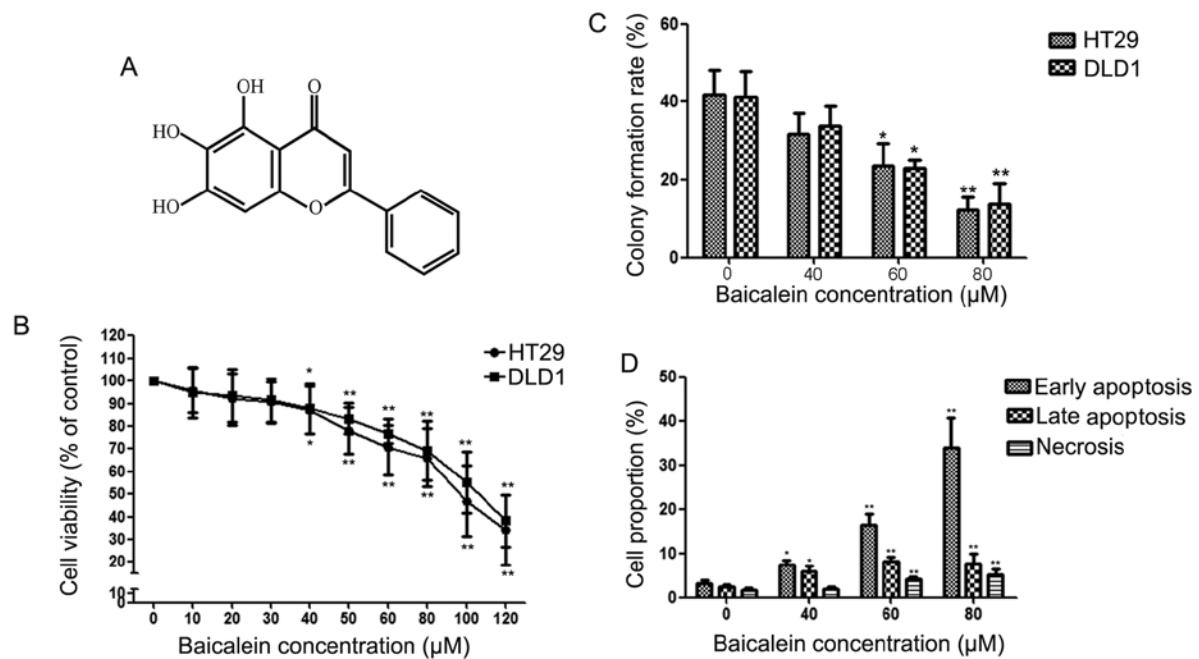 A
OH
O
HO
HO
O
B
Cell viability (% of control)
120
110
100
90
80
70
60
50
40
30
20
10
0
HT29
DLD1
*
**
**
**
**
**
*
**
**
**
**
**
0 10 20 30 40 50 60 80 100 120
Baicalein concentration (µM)
C
Colony formation rate (%)
60
40
20
0
HT29
DLD1
* *
** **
0 40 60 80
Baicalein concentration (µM)
D
Cell proportion (%)
50
40
30
20
10
0
Early apoptosis
Late apoptosis
Necrosis
* *
** ** **
** ** **
0 40 60 80
Baicalein concentration (µM)